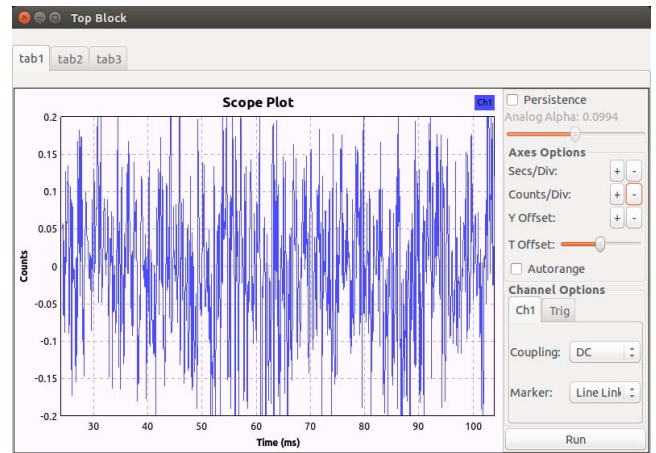 Top Block
tab1 tab2 tab3
Scope Plot
Ch1
0.2
0.15
0.1
0.05
0
-0.05
-0.1
-0.15
-0.2
Counts
30 40 50 60 70 80 90 100
Time (ms)
Persistence
Analog Alpha: 0.0994
Axes Options
Secs/Div: + -
Counts/Div: + -
Y Offset: + -
T Offset:
Autorange
Channel Options
Ch1 Trig
Coupling: DC
Marker: Line Link
Run